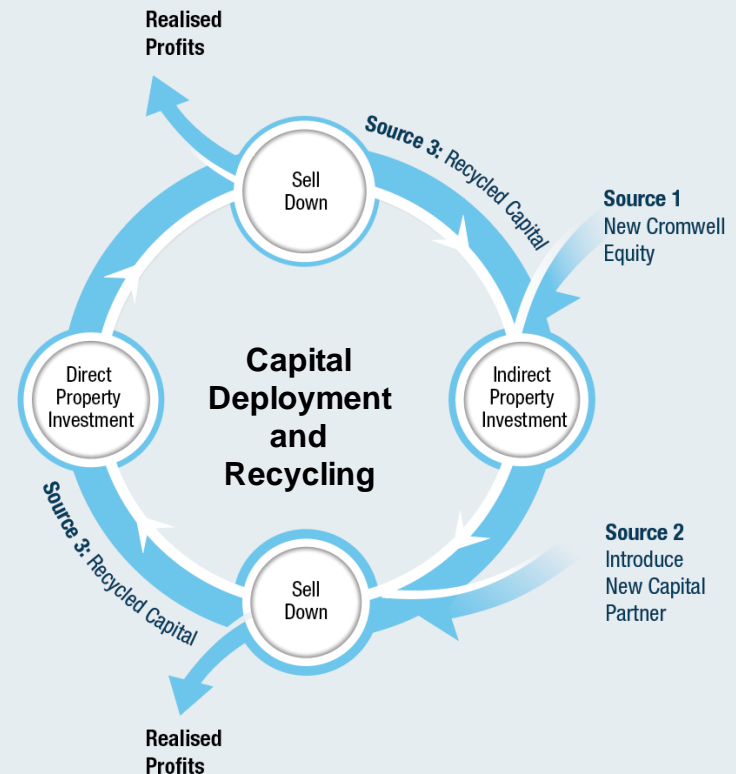 Realised
Profits
Source 3: Recycled Capital
Sell
Down
Source 1
New Cromwell
Equity
Direct
Property
Investment
Capital
Deployment
and
Recycling
Indirect
Property
Investment
Source 3: Recycled Capital
Sell
Down
Source 2
Introduce
New Capital
Partner
Realised
Profits